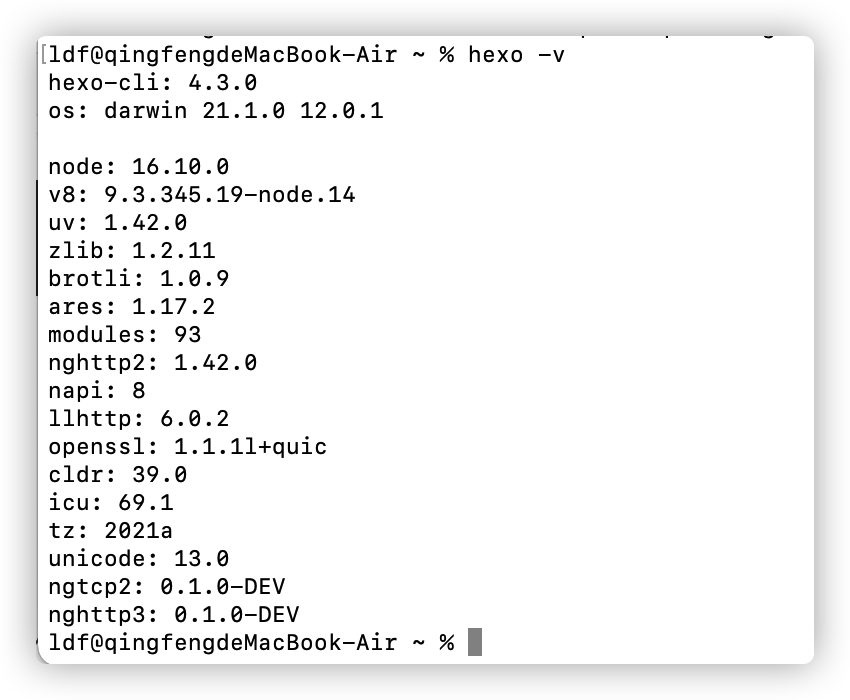 [ldf@qingfengdeMacBook-Air ~ % hexo -v
hexo-cli: 4.3.0
os: darwin 21.1.0 12.0.1
node: 16.10.0
v8: 9.3.345.19-node.14
uv: 1.42.0
zlib: 1.2.11
brotli: 1.0.9
ares: 1.17.2
modules: 93
nghttp2: 1.42.0
napi: 8
llhttp: 6.0.2
openssl: 1.1.1l+quic
cldr: 39.0
icu: 69.1
tz: 2021a
unicode: 13.0
ngtcp2: 0.1.0-DEV
nghttp3: 0.1.0-DEV
ldf@qingfengdeMacBook-Air ~ %